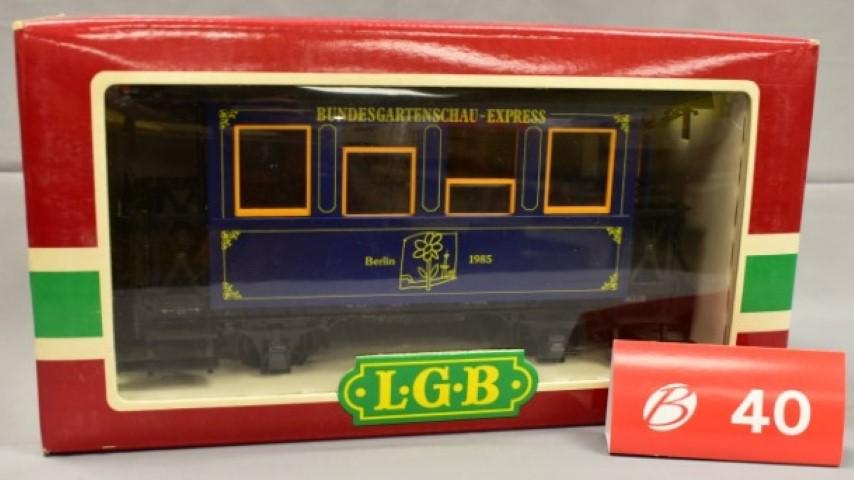 BUNDESGARTENSCHAU-EXPRESS
Berlin 1985
L·G·B
B 40